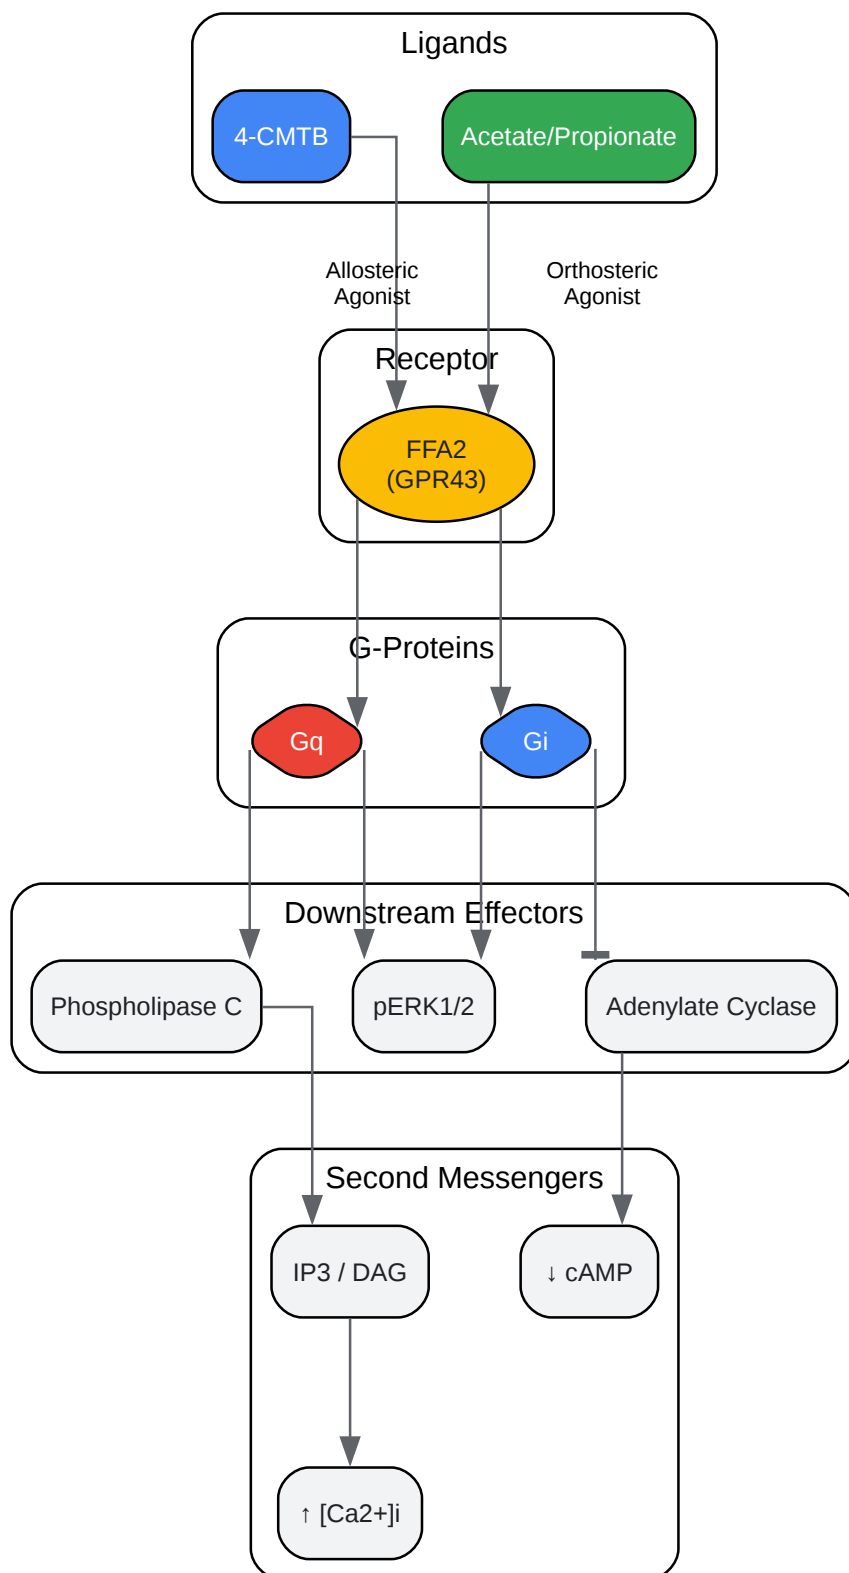 Ligands
4-CMTB
Acetate/Propionate
Allosteric
Agonist
Orthosteric
Agonist
Receptor
FFA2
(GPR43)
G-Proteins
Gq
Gi
Downstream Effectors
Phospholipase C
pERK1/2
Adenylate Cyclase
Second Messengers
IP3 / DAG
↓ cAMP
↑ [Ca2+]i